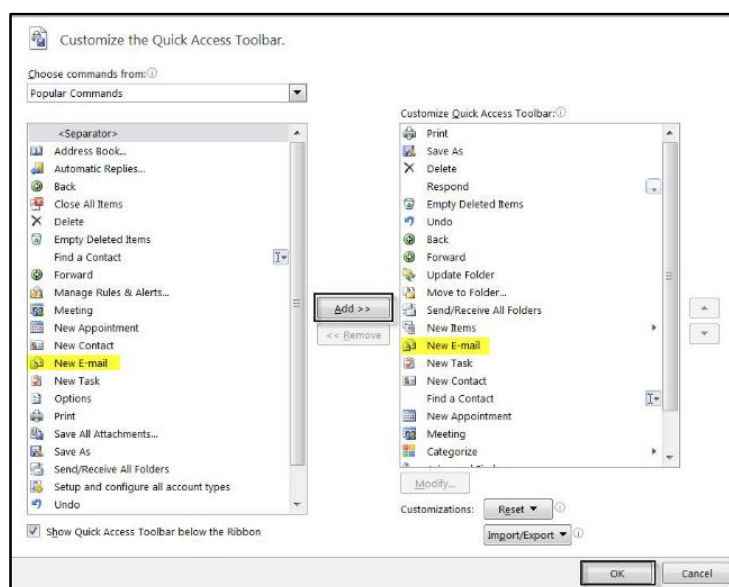 Customize the Quick Access Toolbar.
Choose commands from:
Popular Commands
<Separator>
Address Book...
Automatic Replies...
Back
Close All Items
Delete
Empty Deleted Items
Find a Contact
Forward
Manage Rules & Alerts...
Meeting
New Appointment
New Contact
New E-mail
New Task
Options
Print
Save All Attachments...
Save As
Send/Receive All Folders
Setup and configure all account types
Undo
Show Quick Access Toolbar below the Ribbon
Add >>
<< Remove
Customize Quick Access Toolbar:
Print
Save As
Delete
Respond
Empty Deleted Items
Undo
Back
Forward
Update Folder
Move to Folder...
Send/Receive All Folders
New Items
New E-mail
New Task
New Contact
Find a Contact
New Appointment
Meeting
Categorize
Modify...
Customizations:
Reset
Import/Export
OK
Cancel